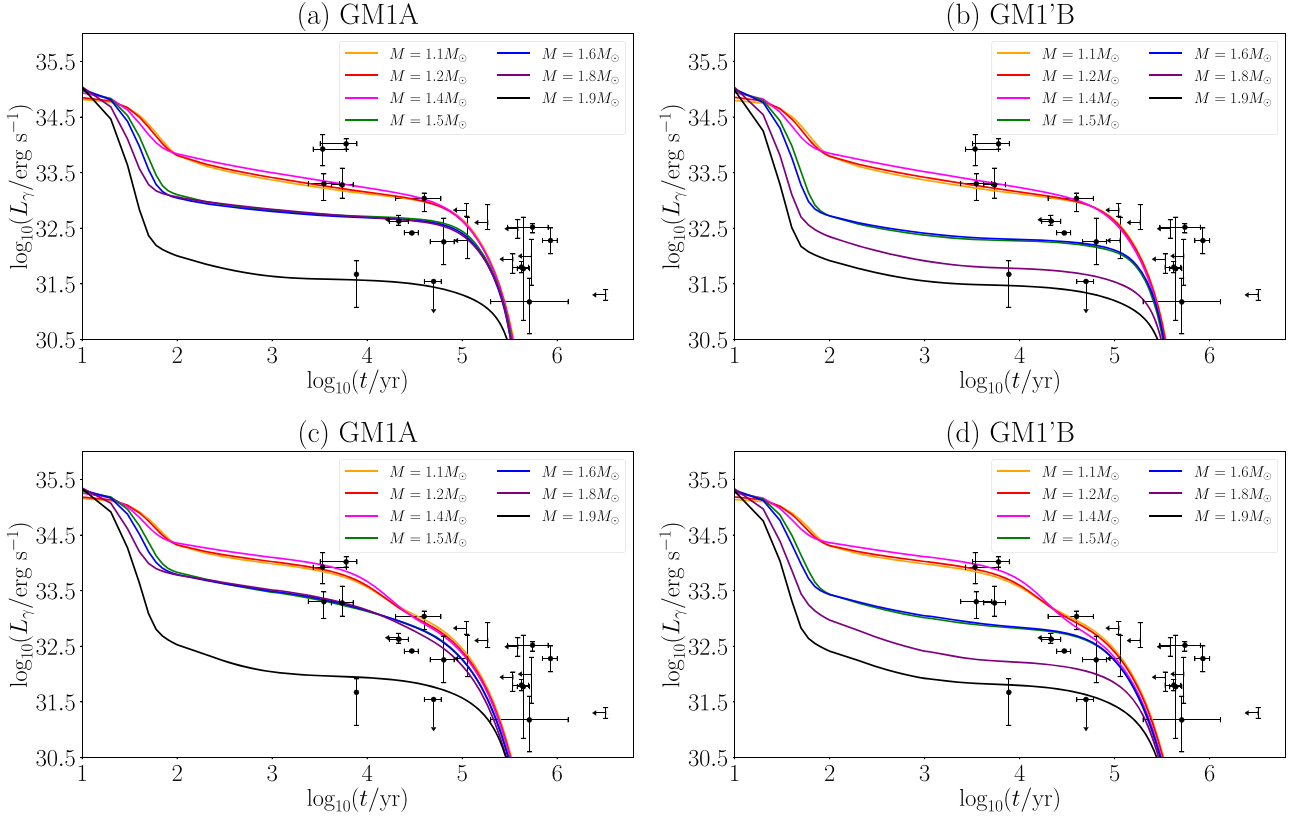 (a) GM1A
log₁₀(Lᵧ/erg s⁻¹)
35.5
34.5
33.5
32.5
31.5
30.5
M = 1.1M☉
M = 1.2M☉
M = 1.4M☉
M = 1.5M☉
M = 1.6M☉
M = 1.8M☉
M = 1.9M☉
1 2 3 4 5 6
log₁₀(t/yr)
(b) GM1'B
log₁₀(Lᵧ/erg s⁻¹)
35.5
34.5
33.5
32.5
31.5
30.5
M = 1.1M☉
M = 1.2M☉
M = 1.4M☉
M = 1.5M☉
M = 1.6M☉
M = 1.8M☉
M = 1.9M☉
1 2 3 4 5 6
log₁₀(t/yr)
(c) GM1A
log₁₀(Lᵧ/erg s⁻¹)
35.5
34.5
33.5
32.5
31.5
30.5
M = 1.1M☉
M = 1.2M☉
M = 1.4M☉
M = 1.5M☉
M = 1.6M☉
M = 1.8M☉
M = 1.9M☉
1 2 3 4 5 6
log₁₀(t/yr)
(d) GM1'B
log₁₀(Lᵧ/erg s⁻¹)
35.5
34.5
33.5
32.5
31.5
30.5
M = 1.1M☉
M = 1.2M☉
M = 1.4M☉
M = 1.5M☉
M = 1.6M☉
M = 1.8M☉
M = 1.9M☉
1 2 3 4 5 6
log₁₀(t/yr)